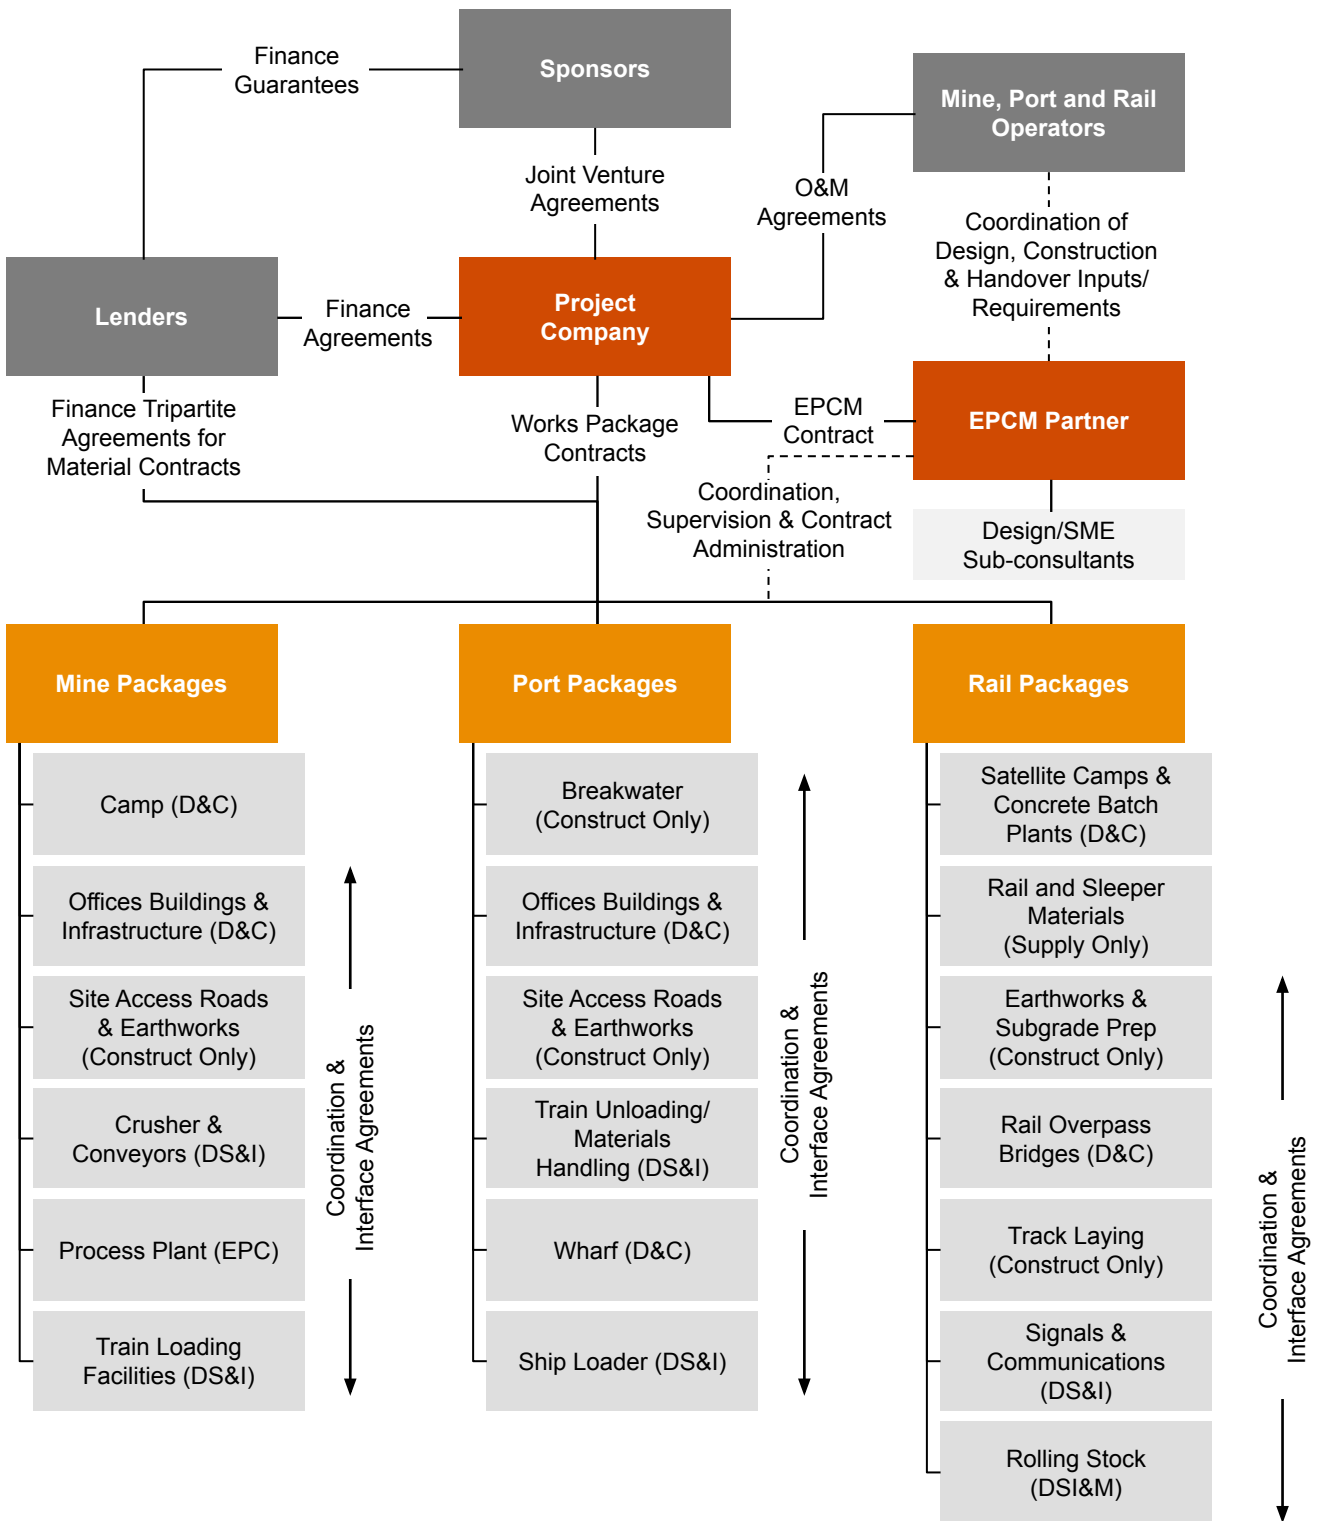 Finance
Guarantees
Sponsors
Mine, Port and Rail
Operators
Joint Venture
Agreements
O&M
Agreements
Coordination of
Design, Construction
& Handover Inputs/
Requirements
Lenders
Finance
Agreements
Project
Company
Finance Tripartite
Agreements for
Material Contracts
Works Package
Contracts
EPCM
Contract
EPCM Partner
Coordination,
Supervision & Contract
Administration
Design/SME
Sub-consultants
Mine Packages
Port Packages
Rail Packages
Camp (D&C)
Offices Buildings &
Infrastructure (D&C)
Site Access Roads
& Earthworks
(Construct Only)
Crusher &
Conveyors (DS&I)
Process Plant (EPC)
Train Loading
Facilities (DS&I)
Coordination &
Interface Agreements
Breakwater
(Construct Only)
Offices Buildings &
Infrastructure (D&C)
Site Access Roads
& Earthworks
(Construct Only)
Train Unloading/
Materials
Handling (DS&I)
Wharf (D&C)
Ship Loader (DS&I)
Coordination &
Interface Agreements
Satellite Camps &
Concrete Batch
Plants (D&C)
Rail and Sleeper
Materials
(Supply Only)
Earthworks &
Subgrade Prep
(Construct Only)
Rail Overpass
Bridges (D&C)
Track Laying
(Construct Only)
Signals &
Communications
(DS&I)
Rolling Stock
(DSI&M)
Coordination &
Interface Agreements